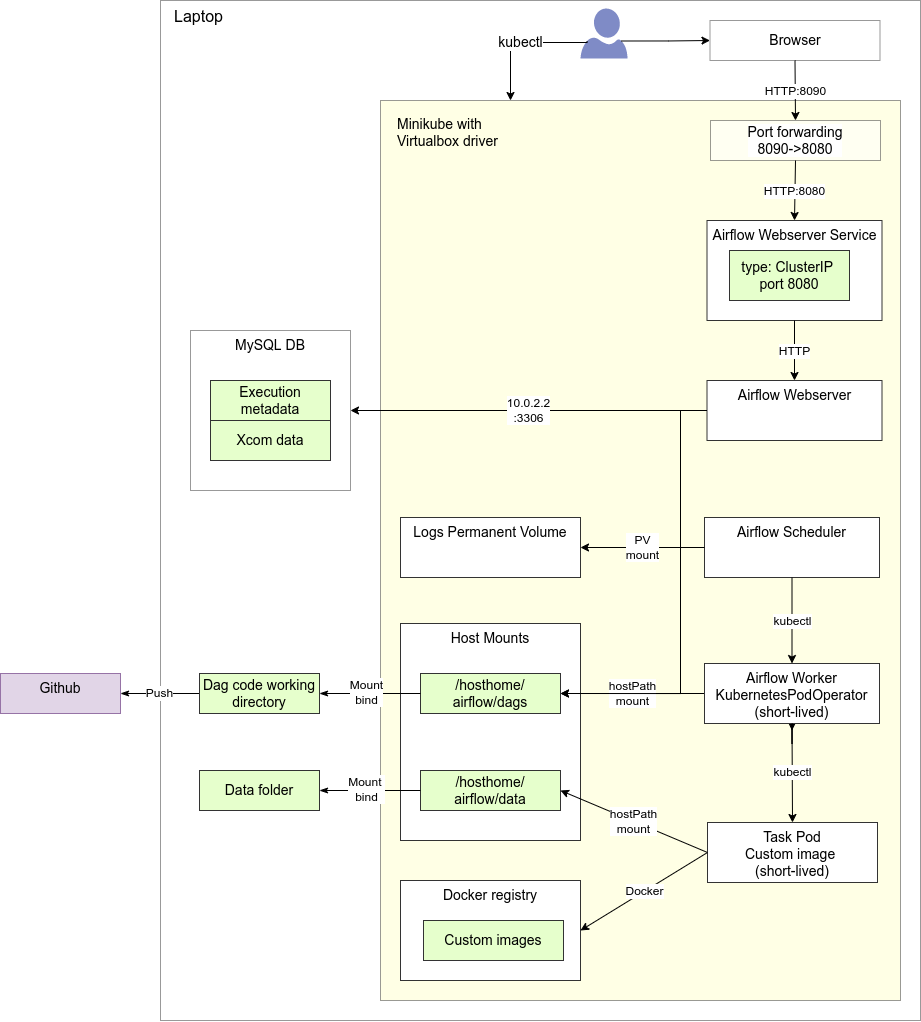 Laptop
kubectl
Browser
HTTP:8090
Minikube with
Virtualbox driver
Port forwarding
8090->8080
HTTP:8080
Airflow Webserver Service
type: ClusterIP
port 8080
HTTP
MySQL DB
Execution
metadata
Xcom data
10.0.2.2
:3306
Airflow Webserver
Logs Permanent Volume
PV
mount
Airflow Scheduler
kubectl
Host Mounts
Github
Push
Dag code working
directory
Mount
bind
/hosthome/
airflow/dags
hostPath
mount
Airflow Worker
KubernetesPodOperator
(short-lived)
kubectl
Data folder
Mount
bind
/hosthome/
airflow/data
hostPath
mount
Task Pod
Custom image
(short-lived)
Docker
Docker registry
Custom images